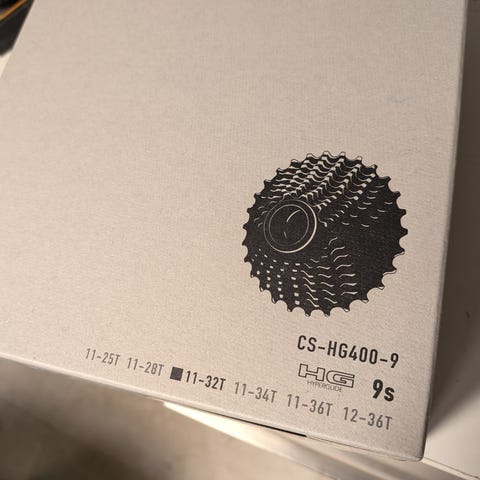 CS-HG400-9
HG 9s
HYPERGLIDE
11-25T 11-28T ■11-32T 11-34T 11-36T 12-36T